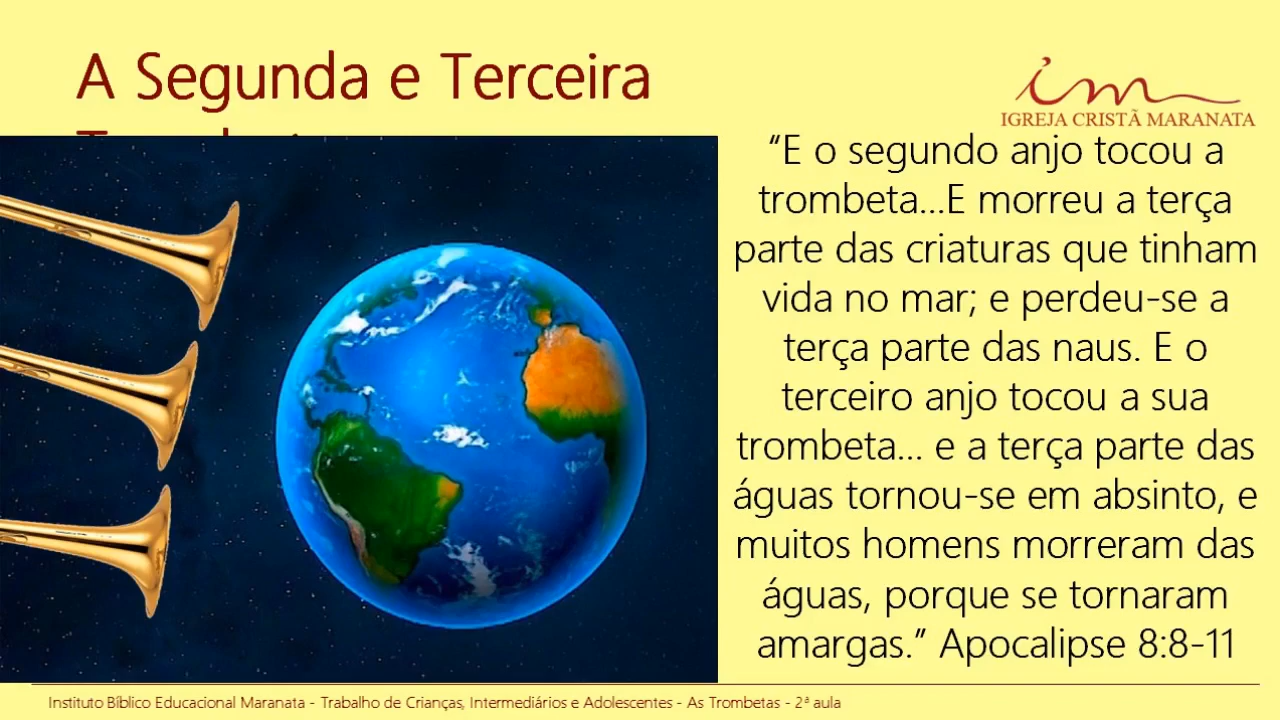 A Segunda e Terceira
im
IGREJA CRISTÃ MARANATA
“E o segundo anjo tocou a
trombeta...E morreu a terça
parte das criaturas que tinham
vida no mar; e perdeu-se a
terça parte das naus. E o
terceiro anjo tocou a sua
trombeta... e a terça parte das
águas tornou-se em absinto, e
muitos homens morreram das
águas, porque se tornaram
amargas.” Apocalipse 8:8-11
Instituto Bíblico Educacional Maranata - Trabalho de Crianças, Intermediários e Adolescentes - As Trombetas - 2ª aula